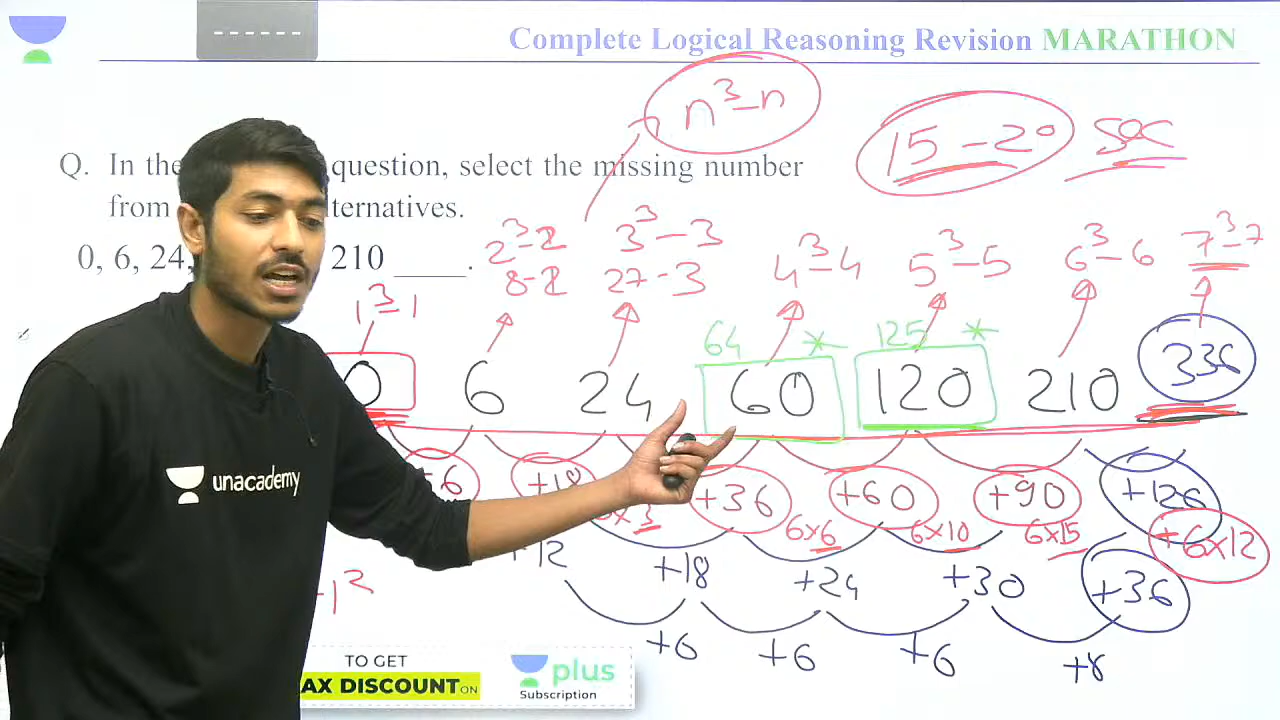 Complete Logical Reasoning Revision MARATHON
n³-n
15-20 Sec
Q. In the question, select the missing number
from lternatives.
0, 6, 24, 210 ____.
1³-1
2³-2 3³-3 4³-4 5³-5 6³-6 7³-7
8-2 27-3
64 * 125 *
0 6 24 60 120 210 336
+6 +18 +36 +60 +90 +126
×3 6×6 6×10 6×15 +6×12
+12 +18 +24 +30 +36
1²
+6 +6 +6
unacademy
TO GET
AX DISCOUNT ON
plus
Subscription